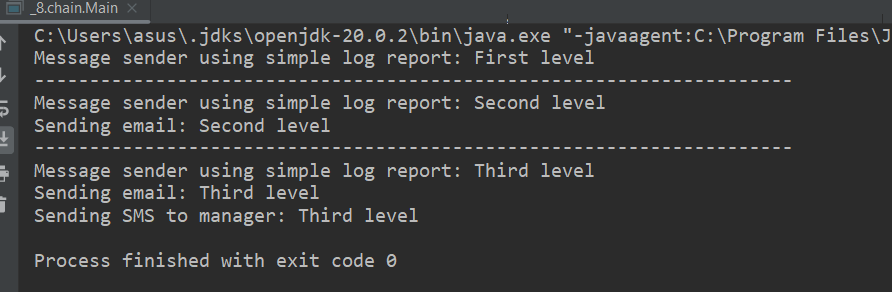 _8.chain.Main
C:\Users\asus\.jdks\openjdk-20.0.2\bin\java.exe "-javaagent:C:\Program Files\J
Message sender using simple log report: First level
-----------------------------------------------------------------------
Message sender using simple log report: Second level
Sending email: Second level
-----------------------------------------------------------------------
Message sender using simple log report: Third level
Sending email: Third level
Sending SMS to manager: Third level
Process finished with exit code 0